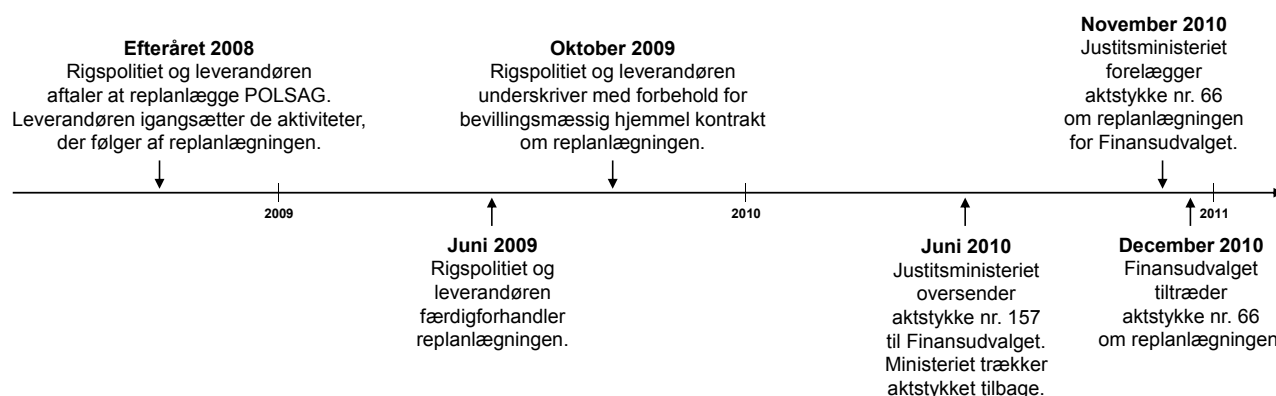 Efteråret 2008
Rigspolitiet og leverandøren
aftaler at replanlægge POLSAG.
Leverandøren igangsætter de aktiviteter,
der følger af replanlægningen.
Oktober 2009
Rigspolitiet og leverandøren
underskriver med forbehold for
bevillingsmæssig hjemmel kontrakt
om replanlægningen.
November 2010
Justitsministeriet
forelægger
aktstykke nr. 66
om replanlægningen
for Finansudvalget.
2009
2010
2011
Juni 2009
Rigspolitiet og
leverandøren
færdigforhandler
replanlægningen.
Juni 2010
Justitsministeriet
oversender
aktstykke nr. 157
til Finansudvalget.
Ministeriet trækker
aktstykket tilbage.
December 2010
Finansudvalget
tiltræder
aktstykke nr. 66
om replanlægningen